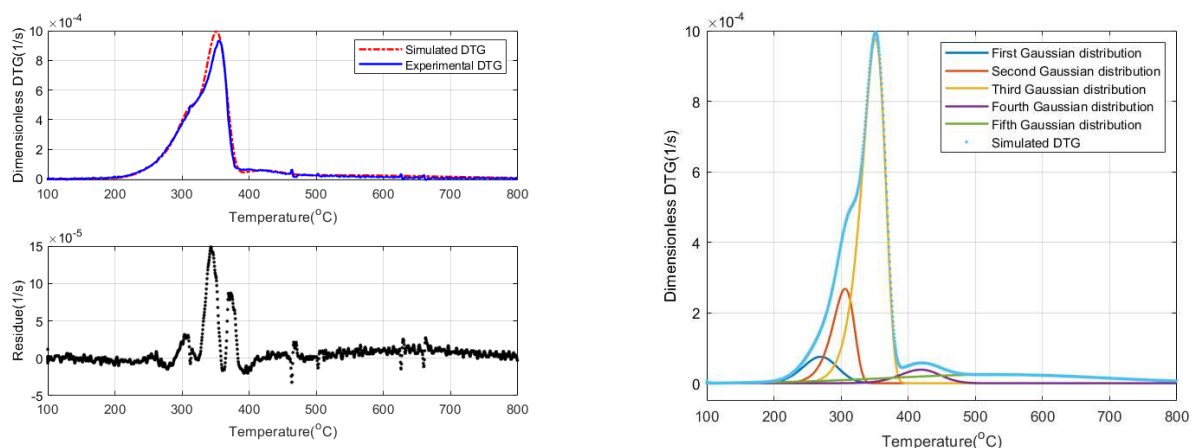 ×10⁻⁴
10
8
6
4
2
0
Dimensionless DTG(1/s)
Simulated DTG
Experimental DTG
100 200 300 400 500 600 700 800
Temperature(°C)
×10⁻⁵
15
10
5
0
-5
Residue(1/s)
100 200 300 400 500 600 700 800
Temperature(°C)
×10⁻⁴
10
8
6
4
2
0
Dimensionless DTG(1/s)
First Gaussian distribution
Second Gaussian distribution
Third Gaussian distribution
Fourth Gaussian distribution
Fifth Gaussian distribution
Simulated DTG
100 200 300 400 500 600 700 800
Temperature(°C)